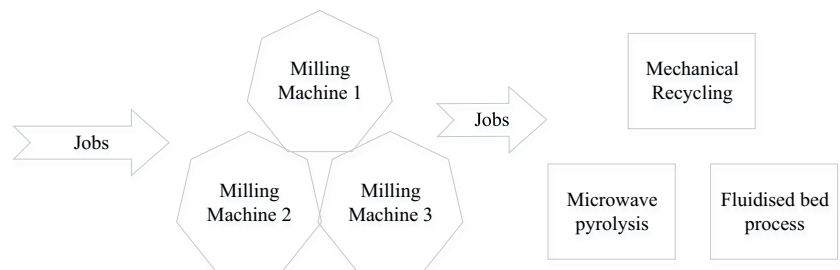 Jobs
Milling
Machine 1
Milling
Machine 2
Milling
Machine 3
Jobs
Mechanical
Recycling
Microwave
pyrolysis
Fluidised bed
process